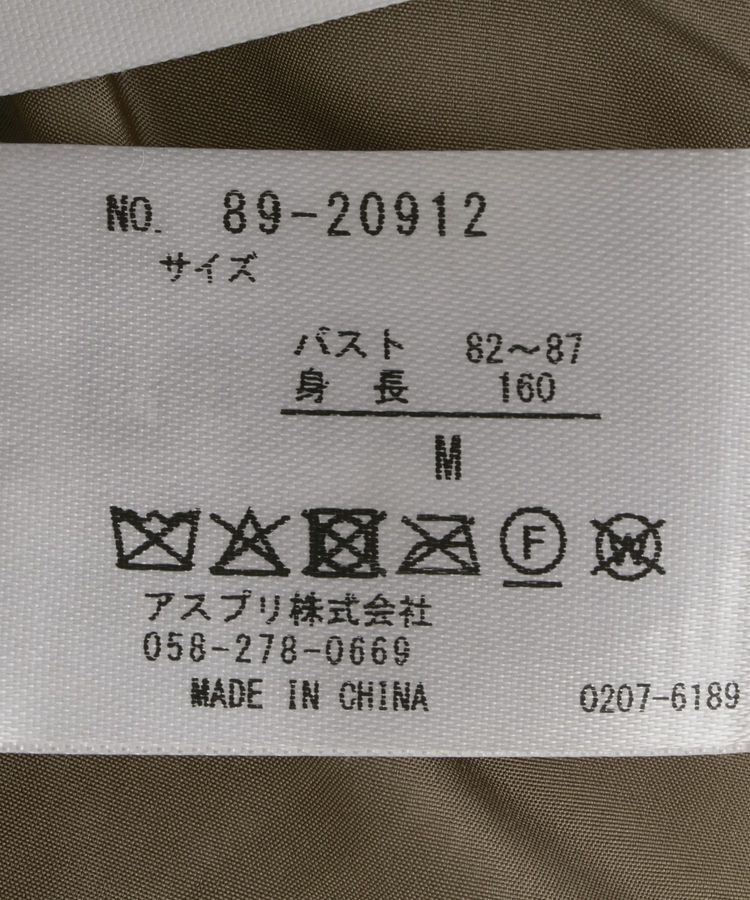 NO. 89-20912
サイズ
バスト 82〜87
身長 160
M
F W
アスプリ株式会社
058-278-0669
MADE IN CHINA 0207-6189